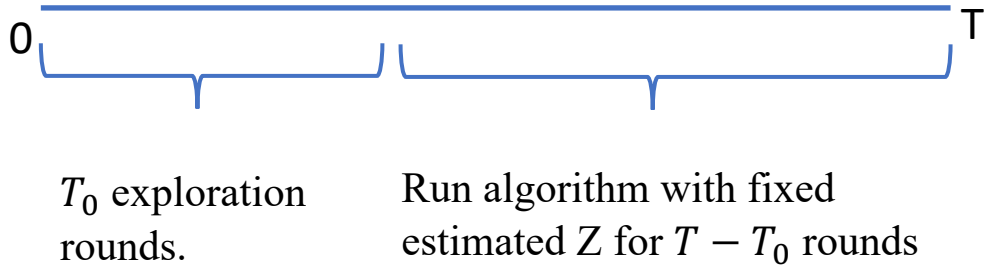 0
T
T₀ exploration
rounds.
Run algorithm with fixed
estimated Z for T − T₀ rounds